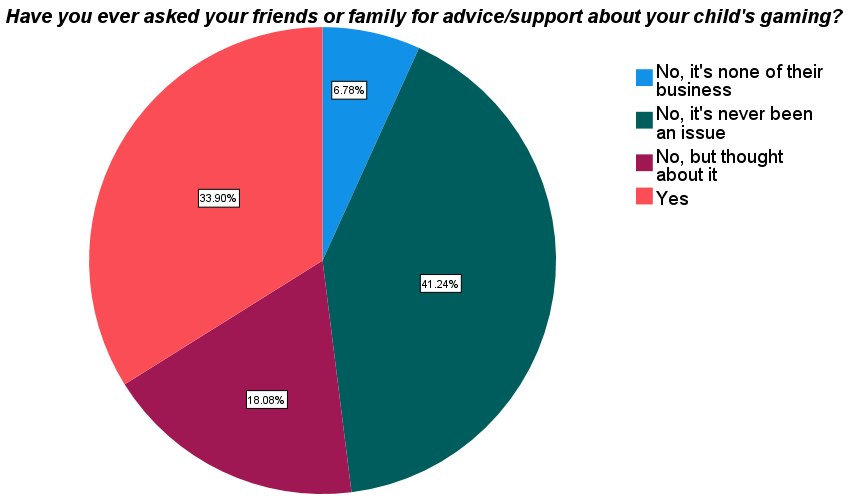 Have you ever asked your friends or family for advice/support about your child's gaming?
No, it's none of their
business
No, it's never been
an issue
No, but thought
about it
Yes
6.78%
33.90%
41.24%
18.08%